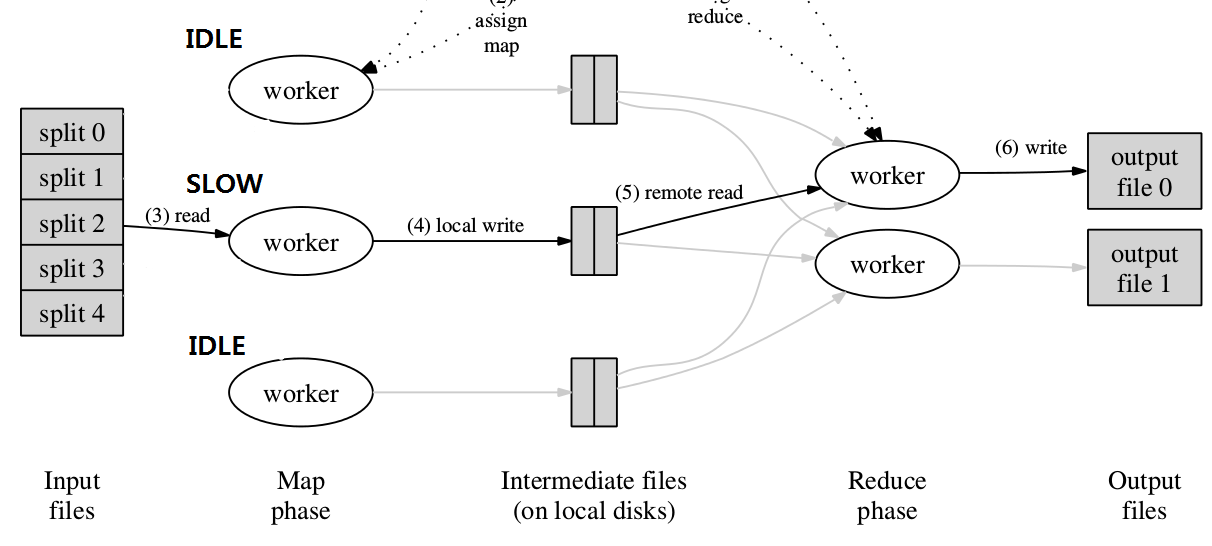 assign
map
reduce
IDLE
worker
split 0
split 1
split 2
split 3
split 4
(3) read
SLOW
worker
(4) local write
(5) remote read
worker
(6) write
output
file 0
worker
output
file 1
IDLE
worker
Input
files
Map
phase
Intermediate files
(on local disks)
Reduce
phase
Output
files